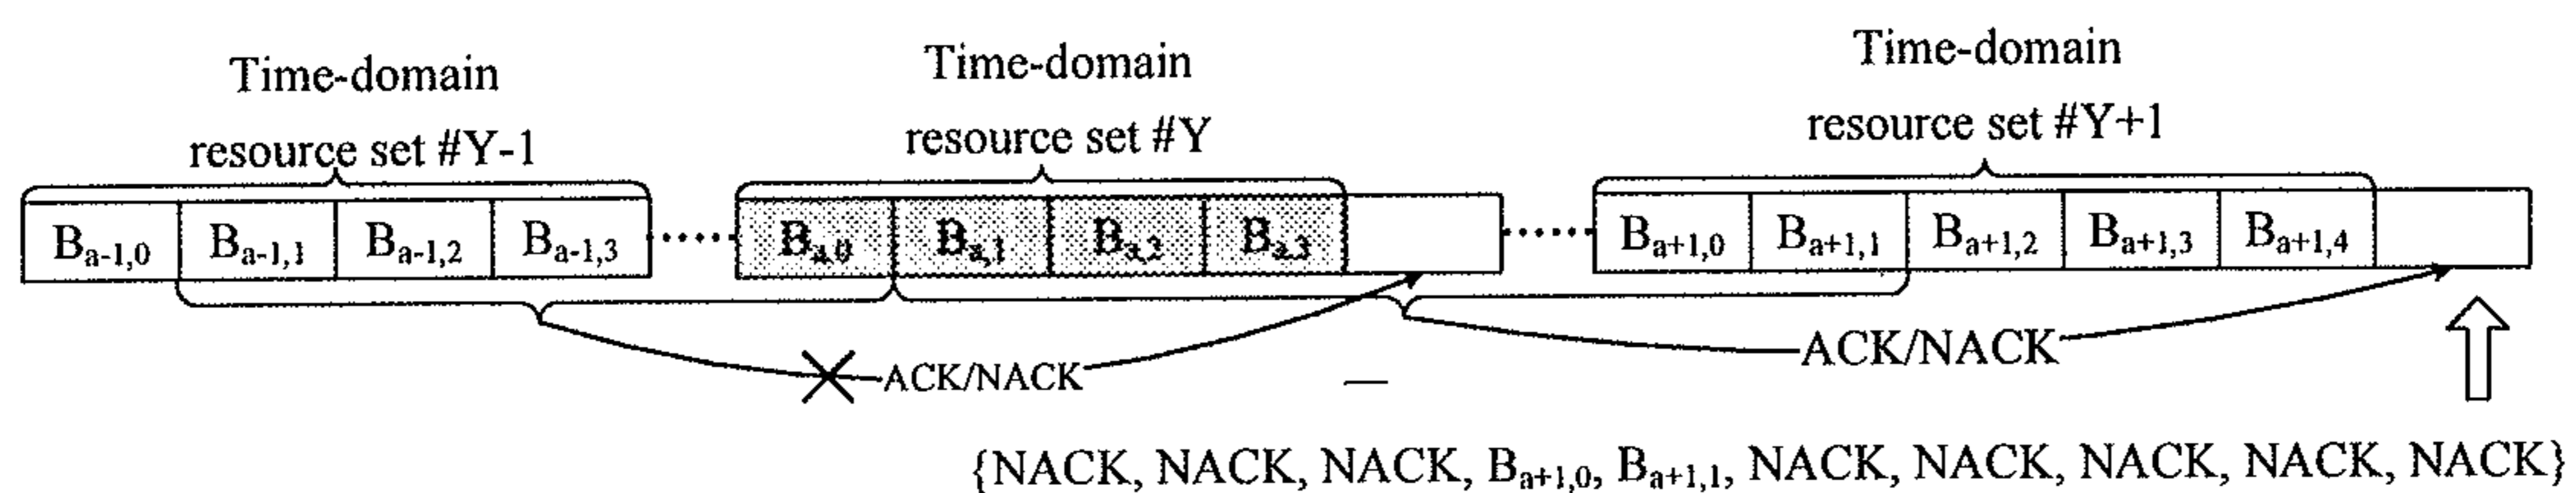 Time-domain
resource set #Y-1
Time-domain
resource set #Y
Time-domain
resource set #Y+1
Ba-1,0 Ba-1,1 Ba-1,2 Ba-1,3 Ba,0 Ba,1 Ba,2 Ba,3 Ba+1,0 Ba+1,1 Ba+1,2 Ba+1,3 Ba+1,4
ACK/NACK
ACK/NACK
{NACK, NACK, NACK, Ba+1,0, Ba+1,1, NACK, NACK, NACK, NACK, NACK}